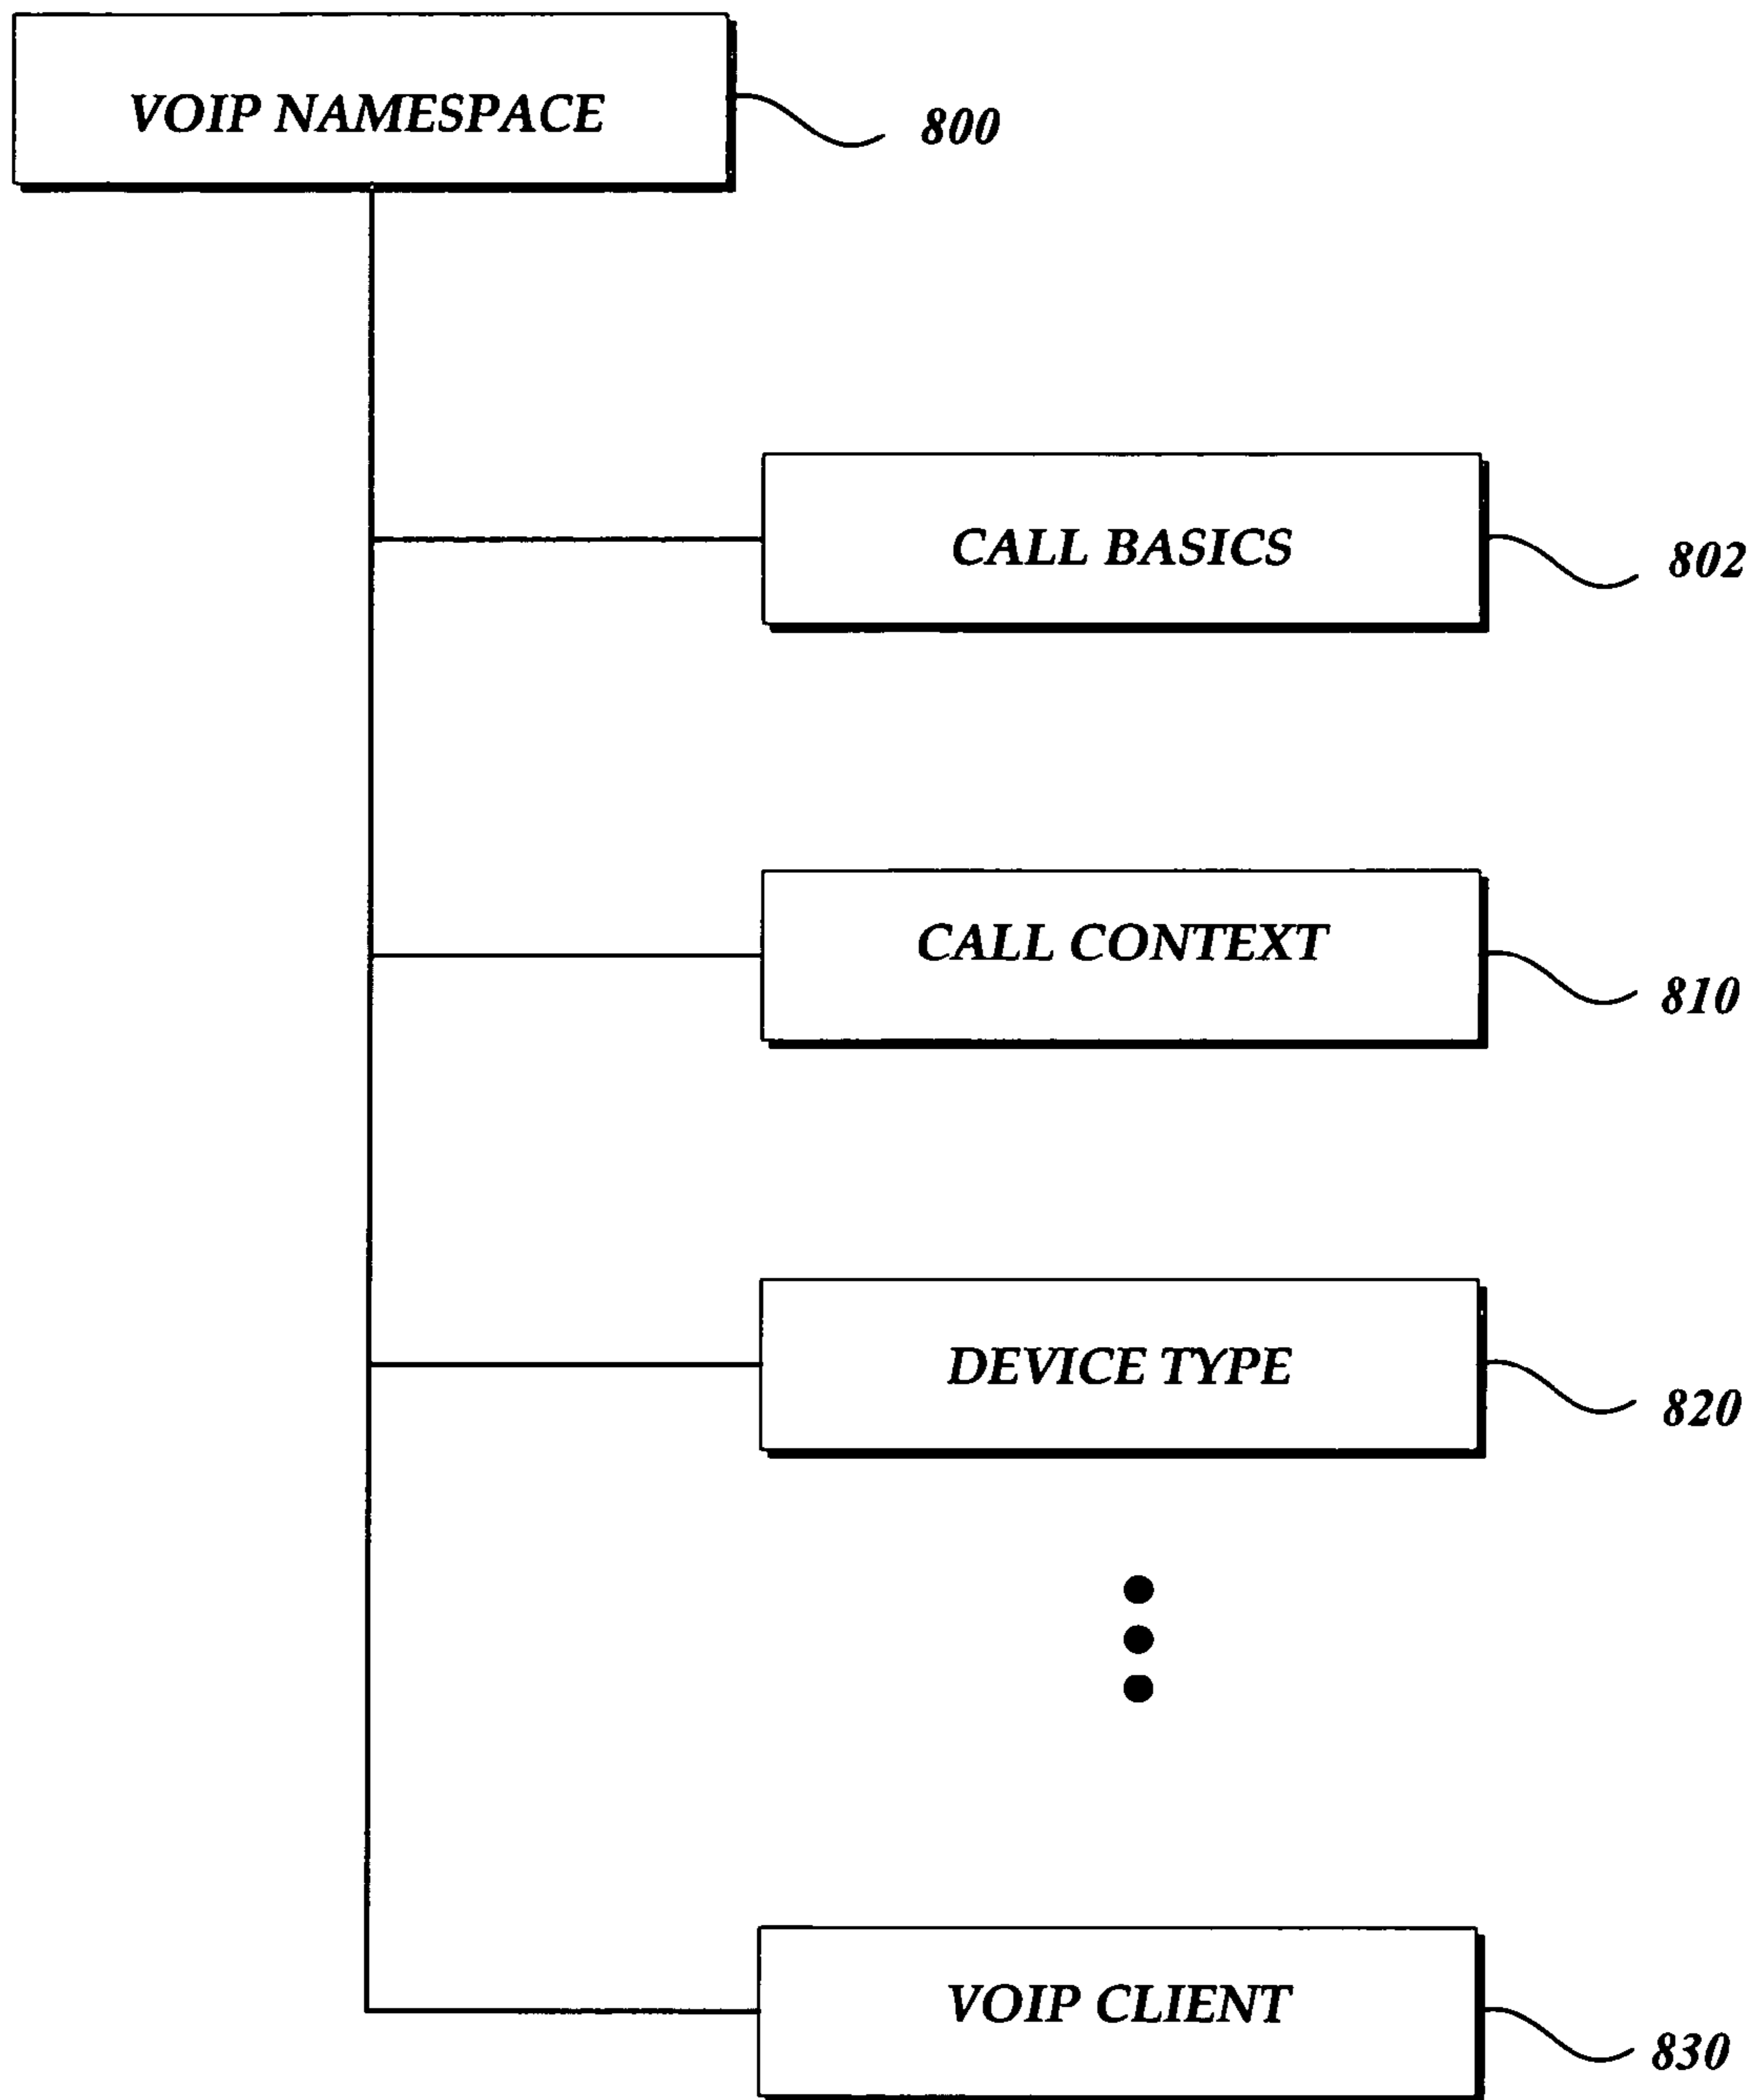 VOIP NAMESPACE
800
CALL BASICS
802
CALL CONTEXT
810
DEVICE TYPE
820
VOIP CLIENT
830